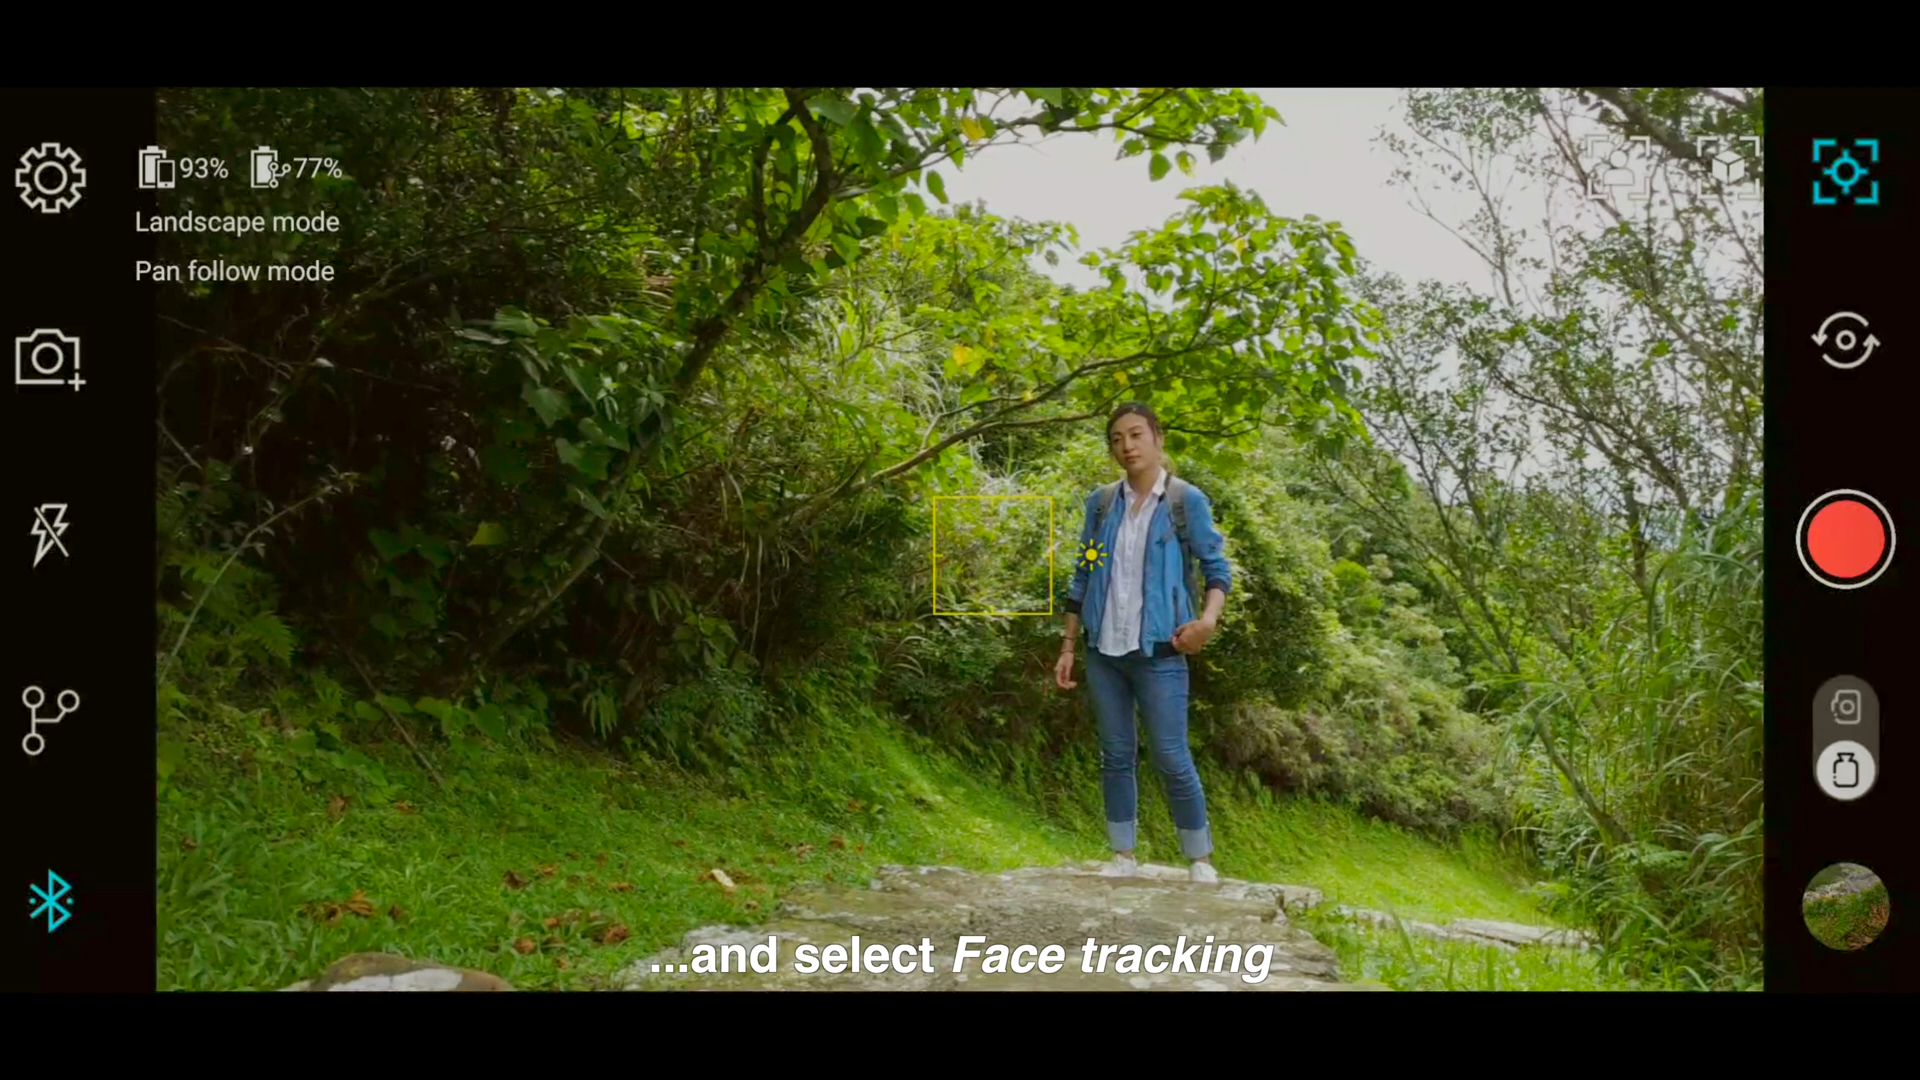 93% 77%
Landscape mode
Pan follow mode
...and select Face tracking